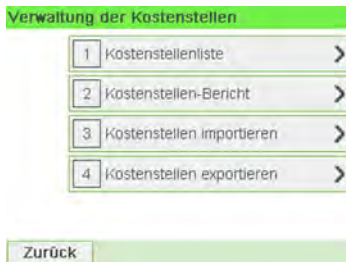 Verwaltung der Kostenstellen
1 Kostenstellenliste
2 Kostenstellen-Bericht
3 Kostenstellen importieren
4 Kostenstellen exportieren
Zurück